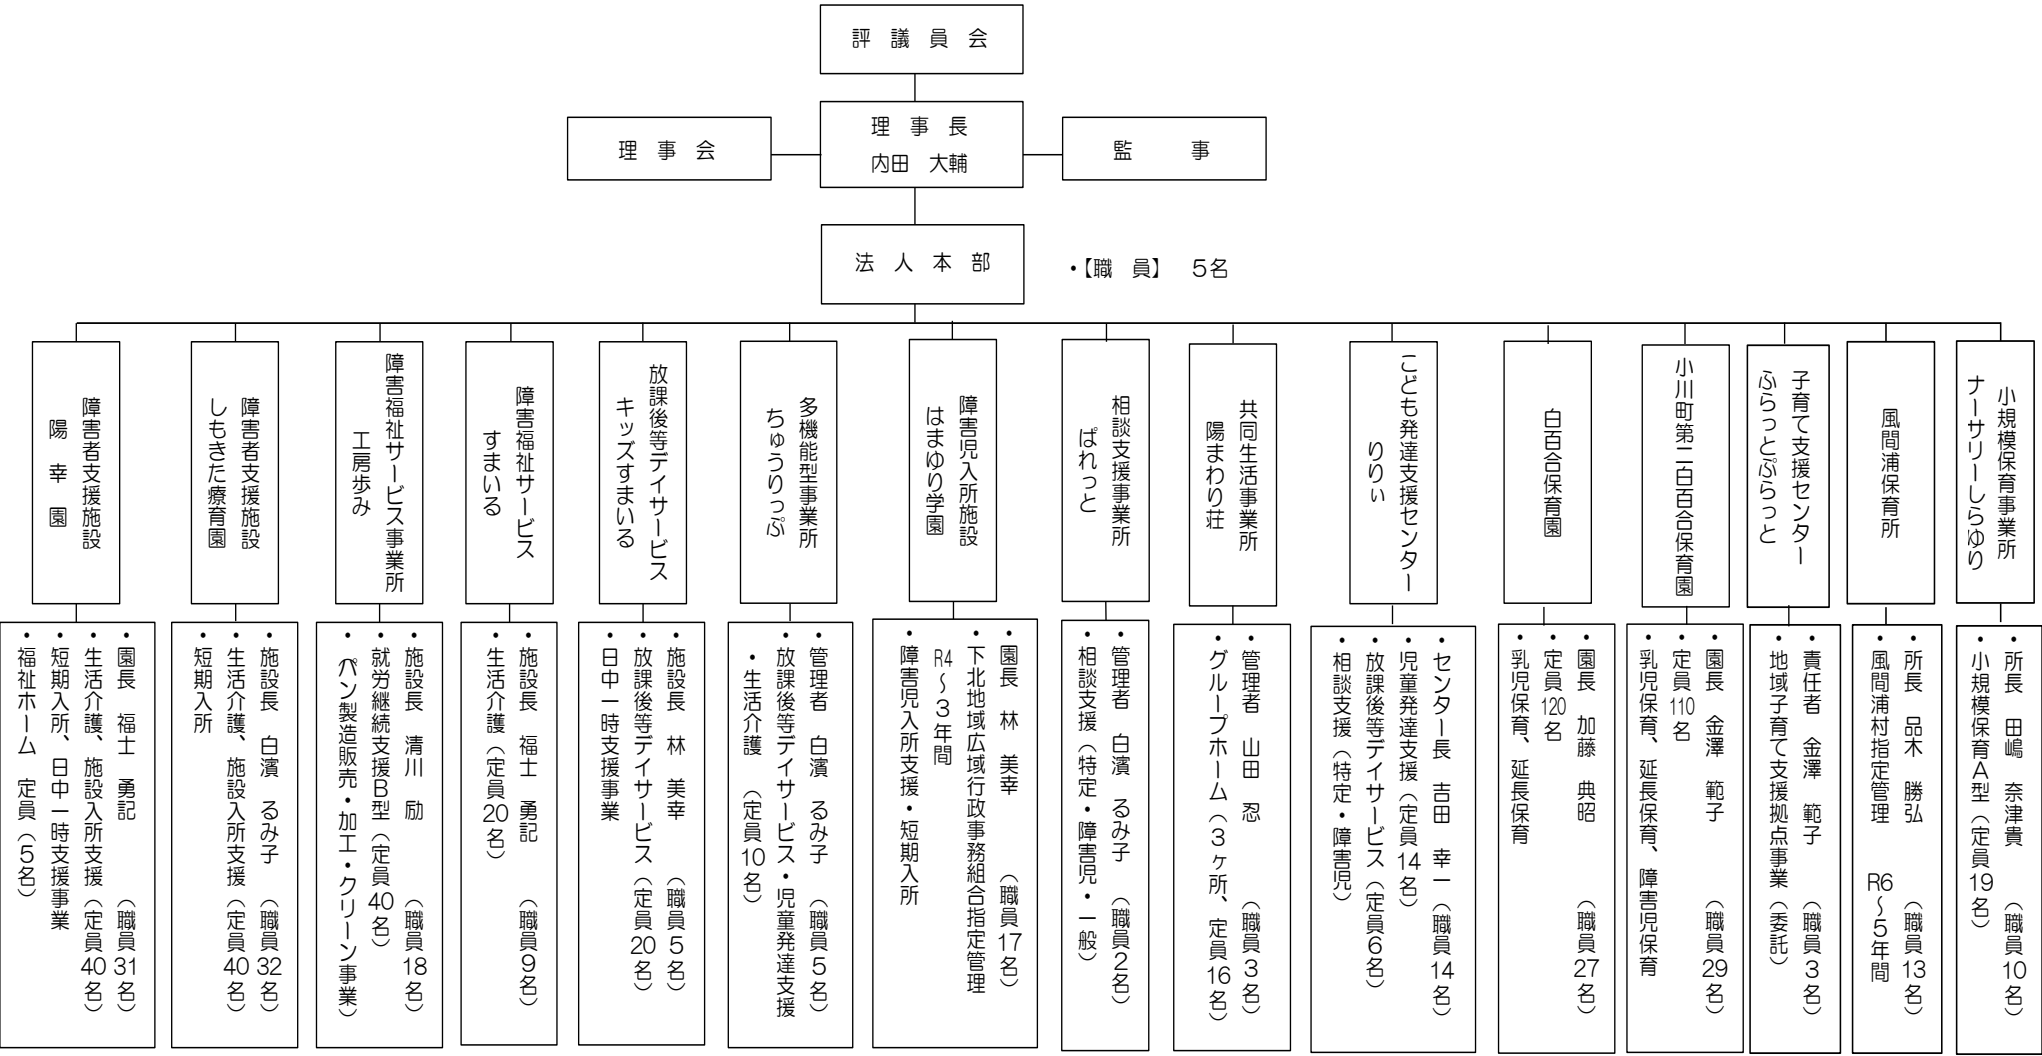 評議員会
理事長
内田　大輔
理事会
監　事
法人本部
・【職　員】　5名
障害者支援施設
陽幸園
障害者支援施設
しもきた療育園
障害福祉サービス事業所
工房歩み
障害福祉サービス
すまいる
放課後等デイサービス
キッズすまいる
多機能型事業所
ちゅうりっぷ
障害児入所施設
はまゆり学園
相談支援事業所
ぱれっと
共同生活事業所
陽まわり荘
こども発達支援センター
りりぃ
白百合保育園
小川町第二白百合保育園
子育て支援センター
ふらっとぷらっと
風間浦保育所
小規模保育事業所
ナーサリーしらゆり
・園長　福士　勇記　（職員31名）
・生活介護、施設入所支援（定員40名）
・短期入所、日中一時支援事業
・福祉ホーム　定員（5名）
・施設長　白濱　るみ子　（職員32名）
・生活介護、施設入所支援（定員40名）
・短期入所
・施設長　清川　励　（職員18名）
・就労継続支援B型（定員40名）
・パン製造販売・加工・クリーン事業）
・施設長　福士　勇記　（職員9名）
・生活介護（定員20名）
・施設長　林　美幸　（職員5名）
・放課後等デイサービス（定員20名）
・日中一時支援事業
・管理者　白濱　るみ子　（職員5名）
・放課後等デイサービス・児童発達支援
・生活介護　（定員10名）
・園長　林　美幸　（職員17名）
・下北地域広域行政事務組合指定管理
R4～3年間
・障害児入所支援・短期入所
・管理者　白濱　るみ子　（職員2名）
・相談支援（特定・障害児・一般）
・管理者　山田　忍　（職員3名）
・グループホーム（3ヶ所、定員16名）
・センター長　吉田　幸一（職員14名）
・児童発達支援（定員14名）
・放課後等デイサービス（定員6名）
・相談支援（特定・障害児）
・園長　加藤　典昭　（職員27名）
・定員120名
・乳児保育、延長保育
・園長　金澤　範子　（職員29名）
・定員110名
・乳児保育、延長保育、障害児保育
・責任者　金澤　範子　（職員3名）
・地域子育て支援拠点事業（委託）
・所長　品木　勝弘　（職員13名）
・風間浦村指定管理　R6～5年間
・所長　田嶋　奈津貴　（職員10名）
・小規模保育A型（定員19名）